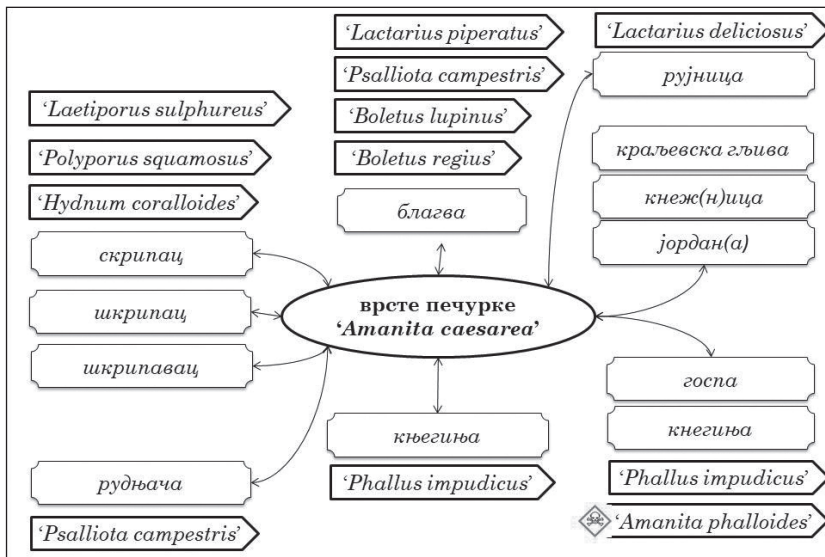 ‘Laetiporus sulphureus’
‘Polyporus squamosus’
‘Hydnum coralloides’
скрипац
шкрипац
шкрипавац
рудњача
‘Psalliota campestris’
‘Lactarius piperatus’
‘Psalliota campestris’
‘Boletus lupinus’
‘Boletus regius’
благва
врсте печурке
‘Amanita caesarea’
књегиња
‘Phallus impudicus’
‘Lactarius deliciosus’
рујница
краљевска гљива
кнеж(н)ица
јордан(а)
госпа
кнегиња
‘Phallus impudicus’
‘Amanita phalloides’